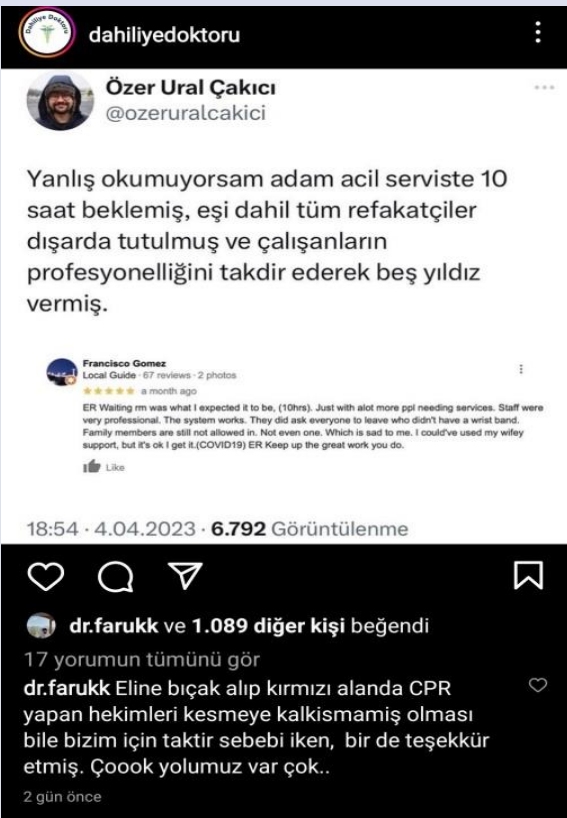 Dahiliye Doktoru
dahiliyedoktoru
Özer Ural Çakıcı
@ozeruralcakici
Yanlış okumuyorsam adam acil serviste 10
saat beklemiş, eşi dahil tüm refakatçiler
dışarda tutulmuş ve çalışanların
profesyonelliğini takdir ederek beş yıldız
vermiş.
Francisco Gomez
Local Guide · 67 reviews · 2 photos
a month ago
ER Waiting rm was what I expected it to be, (10hrs). Just with alot more ppl needing services. Staff were
very professional. The system works. They did ask everyone to leave who didn't have a wrist band.
Family members are still not allowed in. Not even one. Which is sad to me. I could've used my wifey
support, but it's ok I get it.(COVID19) ER Keep up the great work you do.
Like
18:54 · 4.04.2023 · 6.792 Görüntülenme
dr.farukk ve 1.089 diğer kişi beğendi
17 yorumun tümünü gör
dr.farukk Eline bıçak alıp kırmızı alanda CPR
yapan hekimleri kesmeye kalkismamiş olması
bile bizim için taktir sebebi iken, bir de teşekkür
etmiş. Çoook yolumuz var çok..
2 gün önce